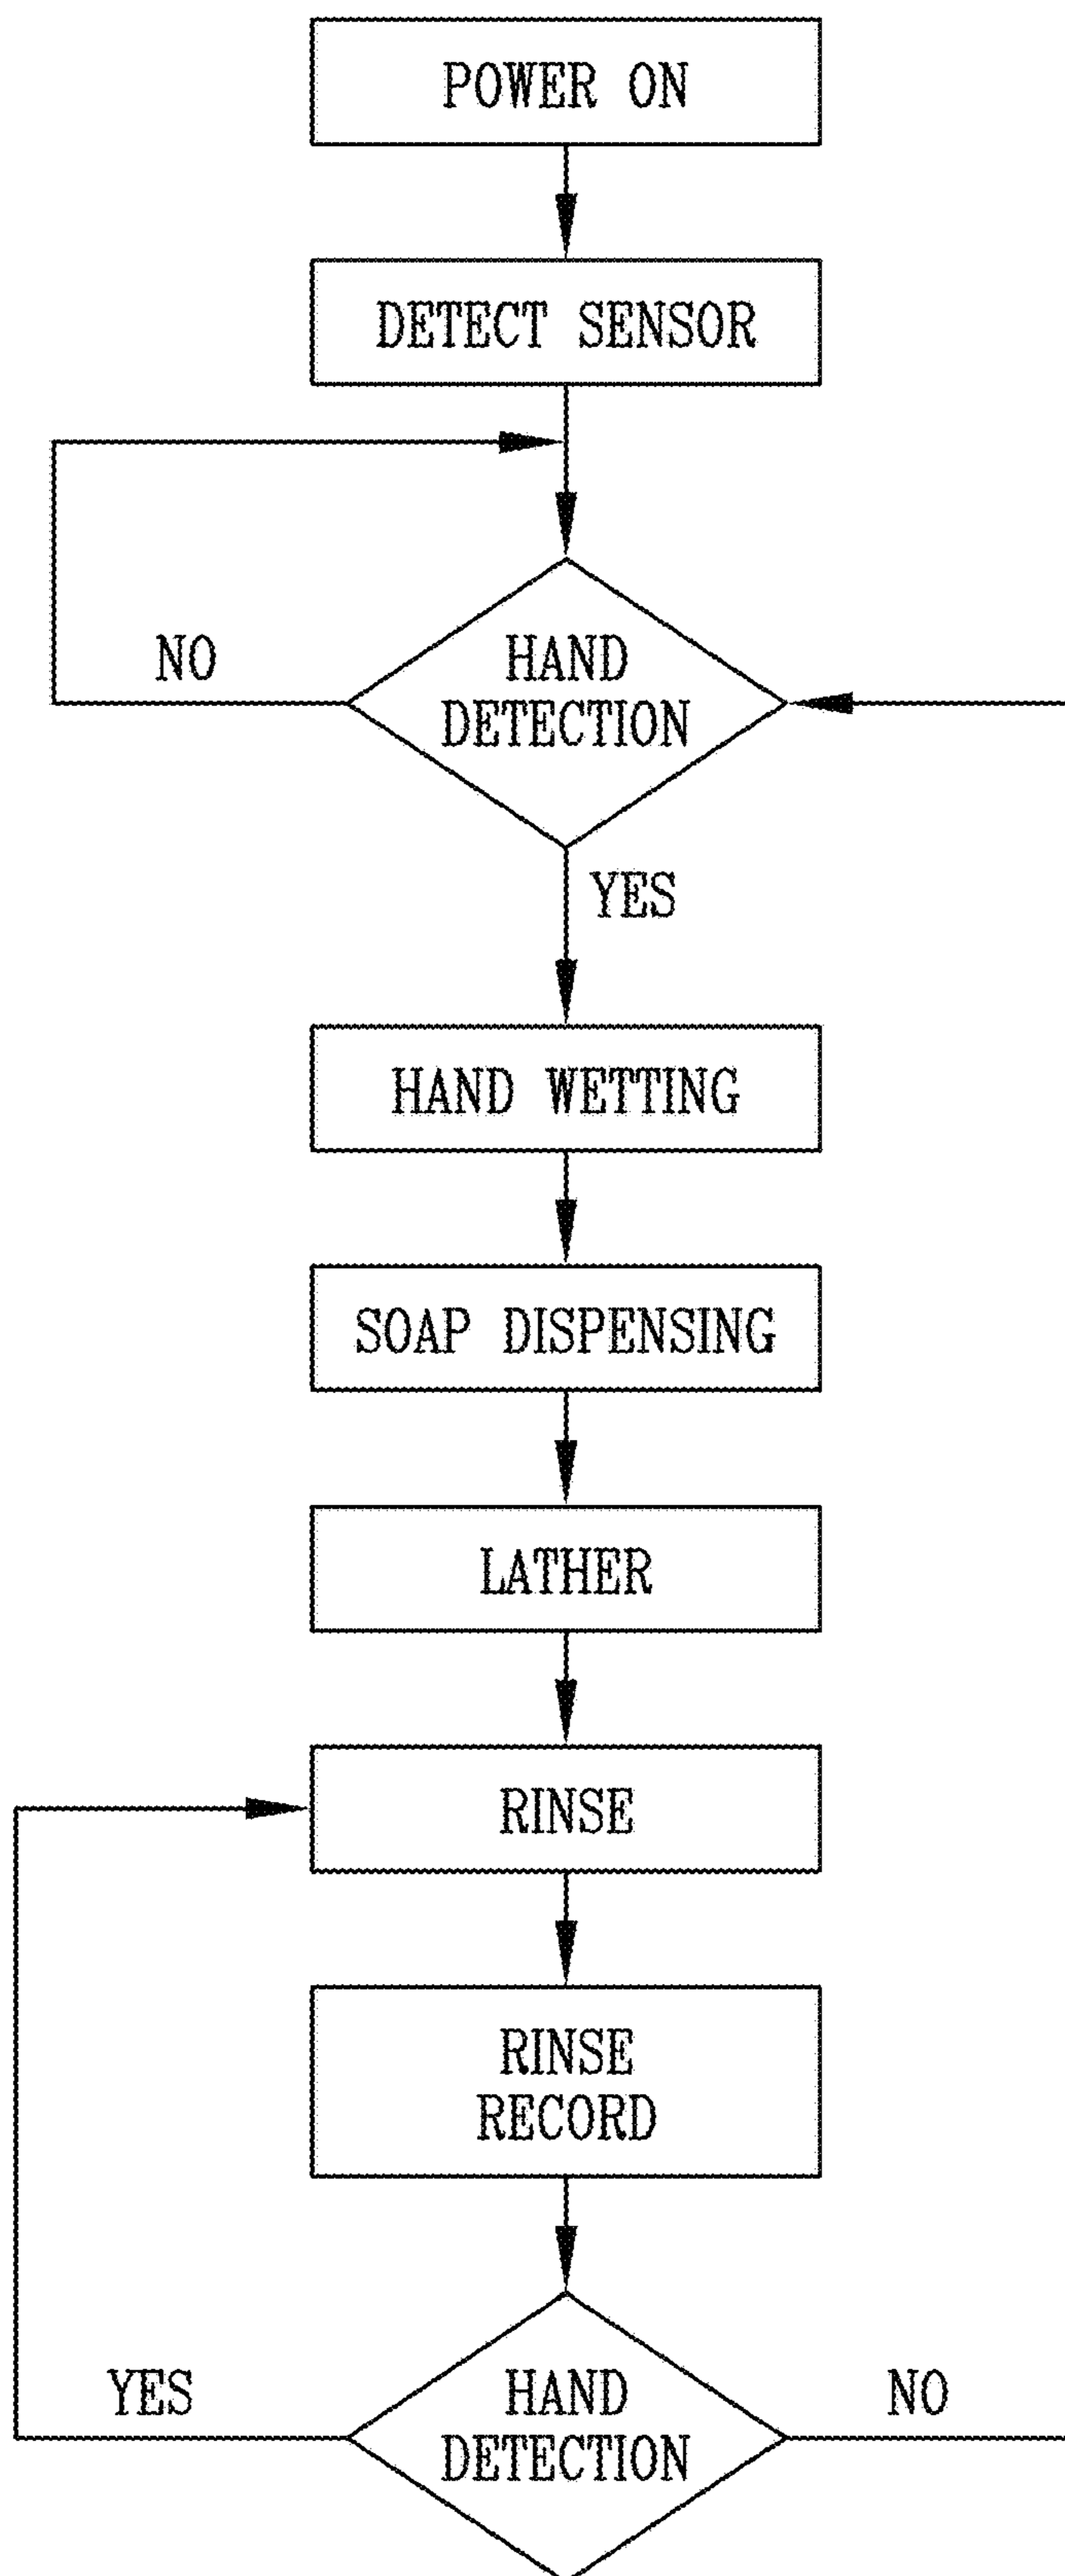 POWER ON
DETECT SENSOR
NO
HAND
DETECTION
YES
HAND WETTING
SOAP DISPENSING
LATHER
RINSE
RINSE
RECORD
YES
HAND
DETECTION
NO